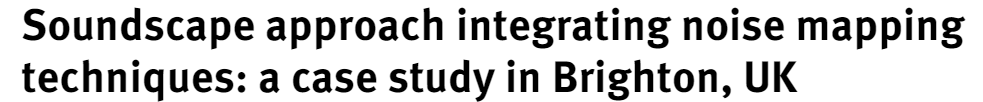 Soundscape approach integrating noise mapping
techniques: a case study in Brighton, UK